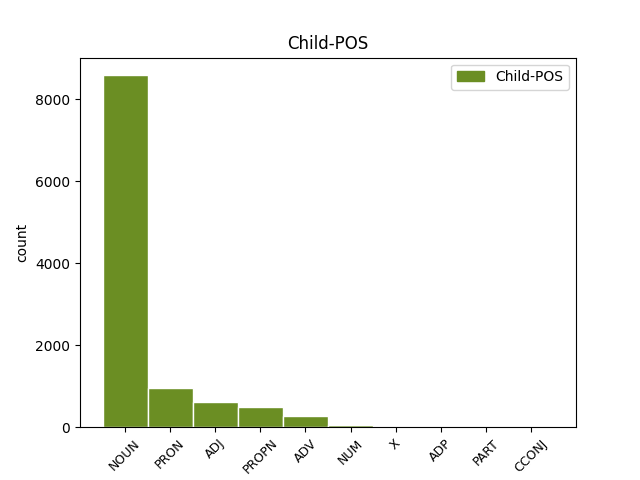 Child-POS
Child-POS
8000
6000
4000
2000
0
count
NOUN PRON ADJ PROPN ADV NUM X ADP PART CCONJ